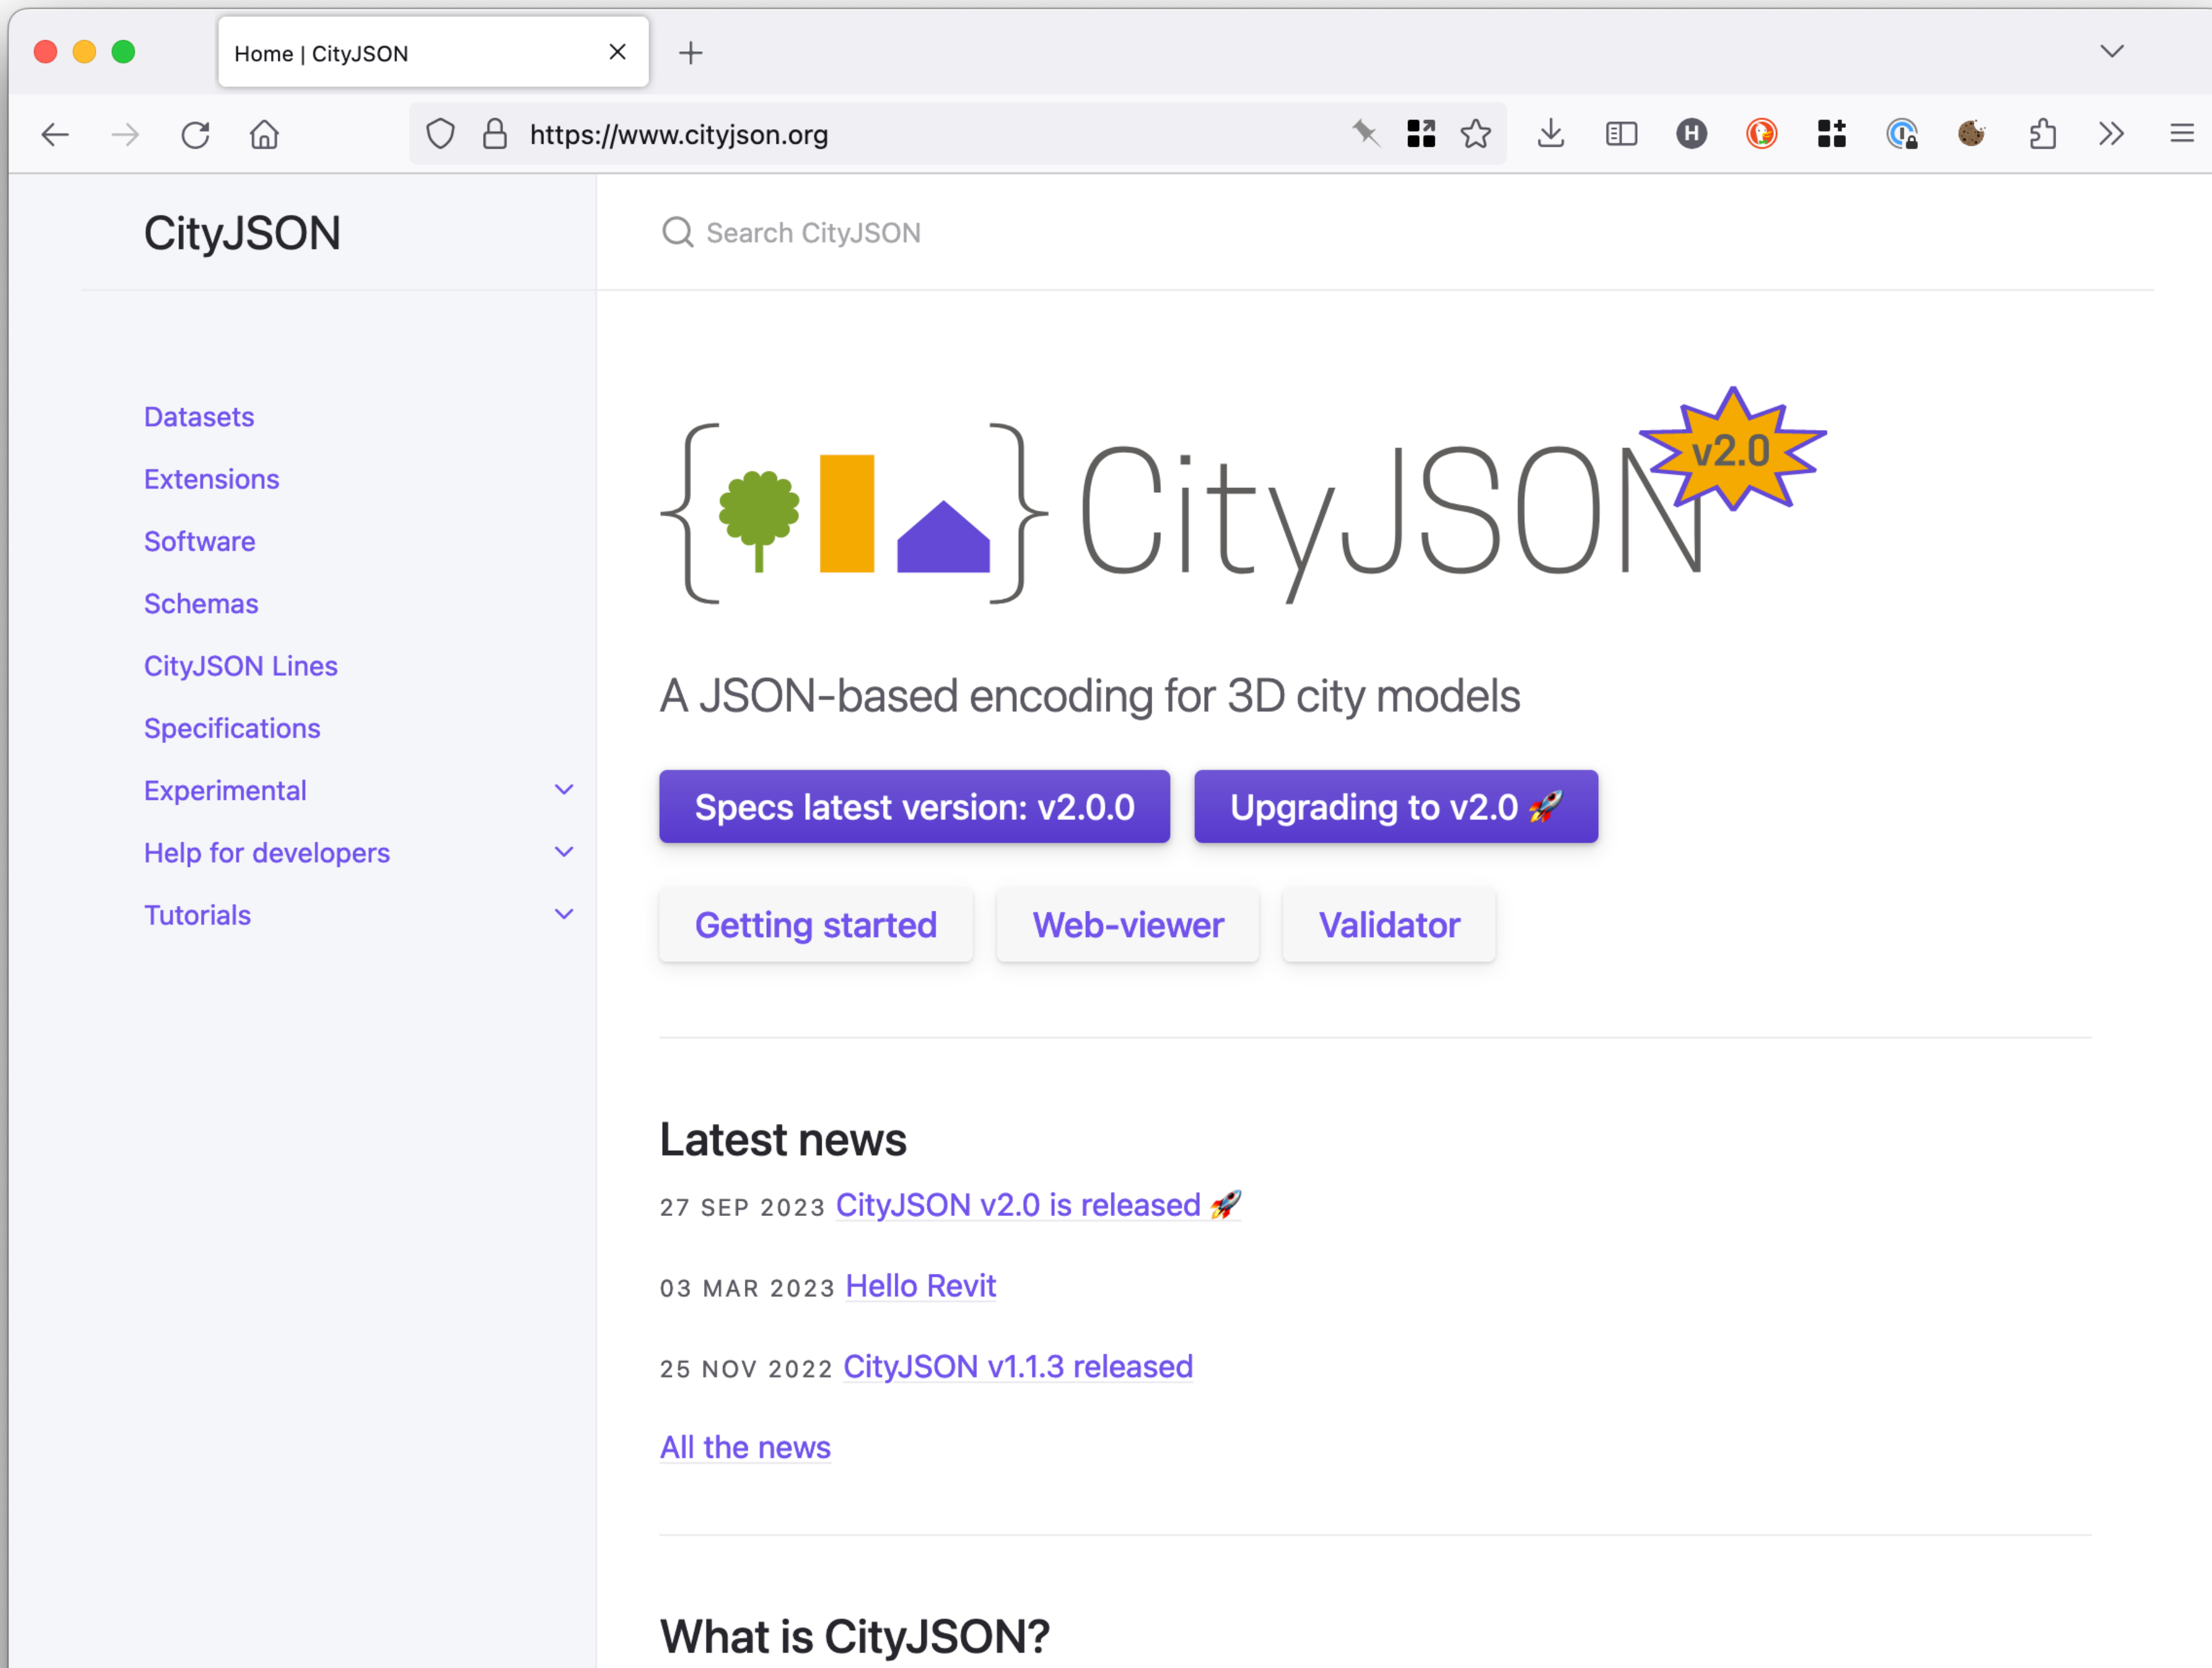 Home | CityJSON
https://www.cityjson.org
H
CityJSON
Search CityJSON
Datasets
Extensions
Software
Schemas
CityJSON Lines
Specifications
Experimental
Help for developers
Tutorials
CityJSON
v2.0
A JSON-based encoding for 3D city models
Specs latest version: v2.0.0
Upgrading to v2.0 🚀
Getting started
Web-viewer
Validator
Latest news
27 SEP 2023 CityJSON v2.0 is released 🚀
03 MAR 2023 Hello Revit
25 NOV 2022 CityJSON v1.1.3 released
All the news
What is CityJSON?